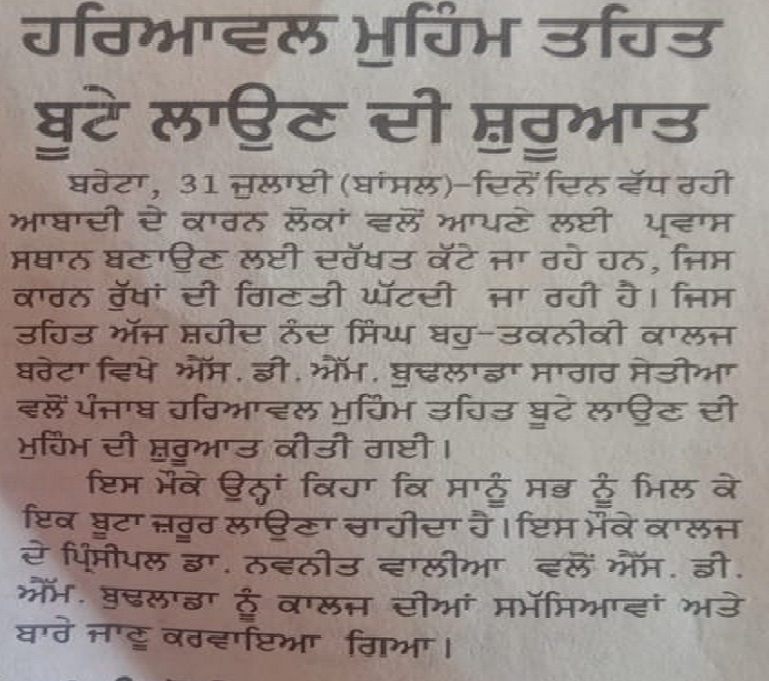 ਹਰਿਆਵਲ ਮੁਹਿੰਮ ਤਹਿਤ
ਬੂਟੇ ਲਾਉਣ ਦੀ ਸ਼ੁਰੂਆਤ
ਬਰੇਟਾ, 31 ਜੁਲਾਈ (ਬਾਂਸਲ)-ਦਿਨੋਂ ਦਿਨ ਵੱਧ ਰਹੀ
ਆਬਾਦੀ ਦੇ ਕਾਰਨ ਲੋਕਾਂ ਵਲੋਂ ਆਪਣੇ ਲਈ ਪ੍ਰਵਾਸ
ਸਥਾਨ ਬਣਾਉਣ ਲਈ ਦਰੱਖਤ ਕੱਟੇ ਜਾ ਰਹੇ ਹਨ, ਜਿਸ
ਕਾਰਨ ਰੁੱਖਾਂ ਦੀ ਗਿਣਤੀ ਘੱਟਦੀ ਜਾ ਰਹੀ ਹੈ। ਜਿਸ
ਤਹਿਤ ਅੱਜ ਸ਼ਹੀਦ ਨੰਦ ਸਿੰਘ ਬਹੁ-ਤਕਨੀਕੀ ਕਾਲਜ
ਬਰੇਟਾ ਵਿਖੇ ਐੱਸ. ਡੀ. ਐੱਮ. ਬੁਢਲਾਡਾ ਸਾਗਰ ਸੇਤੀਆ
ਵਲੋਂ ਪੰਜਾਬ ਹਰਿਆਵਲ ਮੁਹਿੰਮ ਤਹਿਤ ਬੂਟੇ ਲਾਉਣ ਦੀ
ਮੁਹਿੰਮ ਦੀ ਸ਼ੁਰੂਆਤ ਕੀਤੀ ਗਈ।
ਇਸ ਮੌਕੇ ਉਨ੍ਹਾਂ ਕਿਹਾ ਕਿ ਸਾਨੂੰ ਸਭ ਨੂੰ ਮਿਲ ਕੇ
ਇਕ ਬੂਟਾ ਜ਼ਰੂਰ ਲਾਉਣਾ ਚਾਹੀਦਾ ਹੈ।ਇਸ ਮੌਕੇ ਕਾਲਜ
ਦੇ ਪ੍ਰਿੰਸੀਪਲ ਡਾ. ਨਵਨੀਤ ਵਾਲੀਆ ਵਲੋਂ ਐੱਸ. ਡੀ.
ਐੱਮ. ਬੁਢਲਾਡਾ ਨੂੰ ਕਾਲਜ ਦੀਆਂ ਸਮੱਸਿਆਵਾਂ ਅਤੇ
ਬਾਰੇ ਜਾਣੂ ਕਰਵਾਇਆ ਗਿਆ।